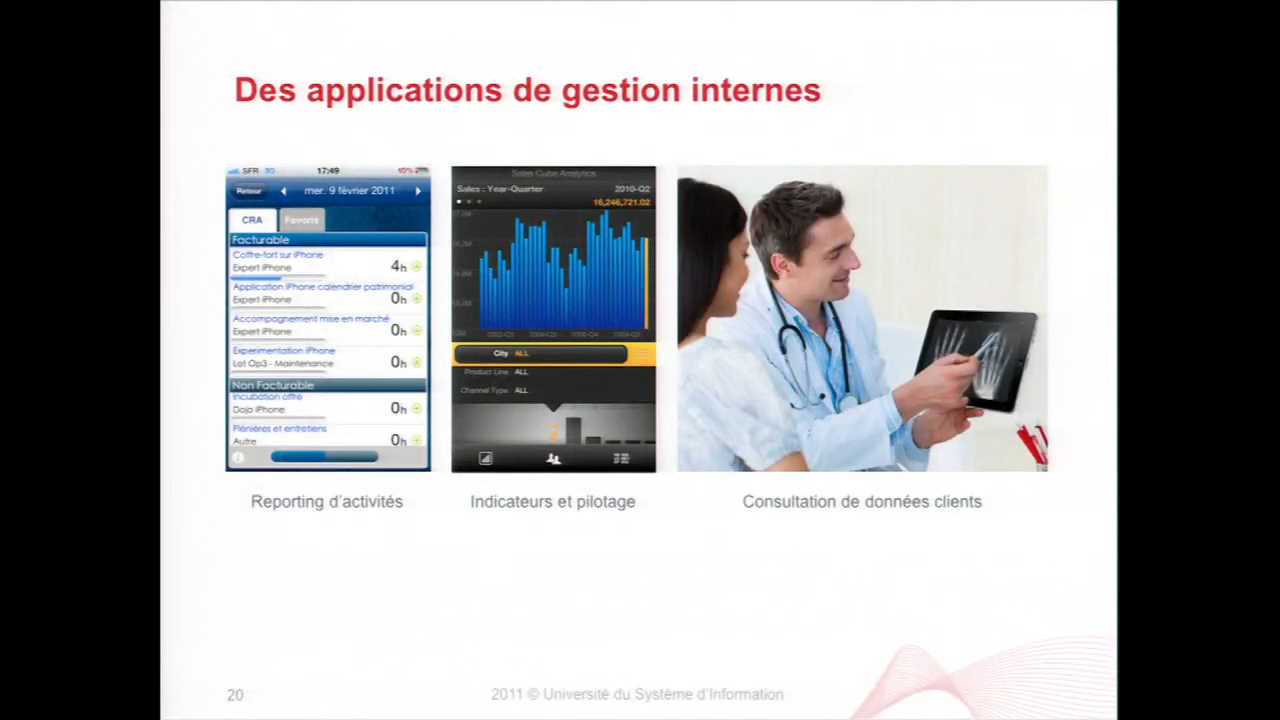 Des applications de gestion internes
SFR 3G 17:49 10%
Retour mer. 9 février 2011
CRA Favoris
Facturable
Coffre-fort sur iPhone
Expert iPhone 4h
Application iPhone calendrier patrimonial
Expert iPhone 0h
Accompagnement mise en marché
Expert iPhone 0h
Experimentation iPhone
Lot Op3 - Maintenance 0h
Non Facturable
Incubation offre
Dojo iPhone 0h
Plénières et entretiens
Autre 0h
Sales Cube Analytics
Sales : Year-Quarter 2010-Q2
16,246,721.02
City ALL
Product Line ALL
Channel Type ALL
Reporting d'activités
Indicateurs et pilotage
Consultation de données clients
20
2011 © Université du Système d'Information